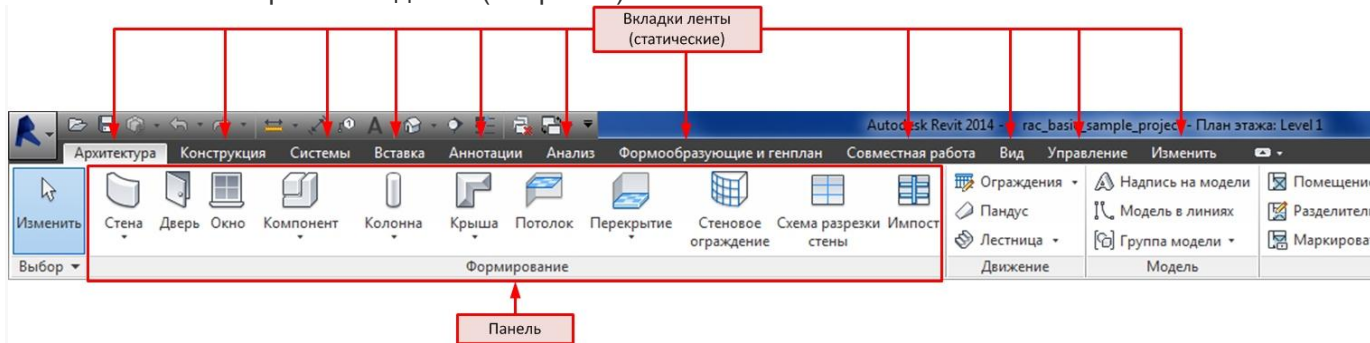 Вкладки ленты
(статические)
Autodesk Revit 2014 - rac_basic_sample_project - План этажа: Level 1
Архитектура Конструкция Системы Вставка Аннотации Анализ Формообразующие и генплан Совместная работа Вид Управление Изменить
Изменить Стена Дверь Окно Компонент Колонна Крыша Потолок Перекрытие Стеновое ограждение Схема разрезки стены Импост
Ограждения Надпись на модели Помещение
Пандус Модель в линиях
Лестница Группа модели
Выбор Формирование Движение Модель
Панель